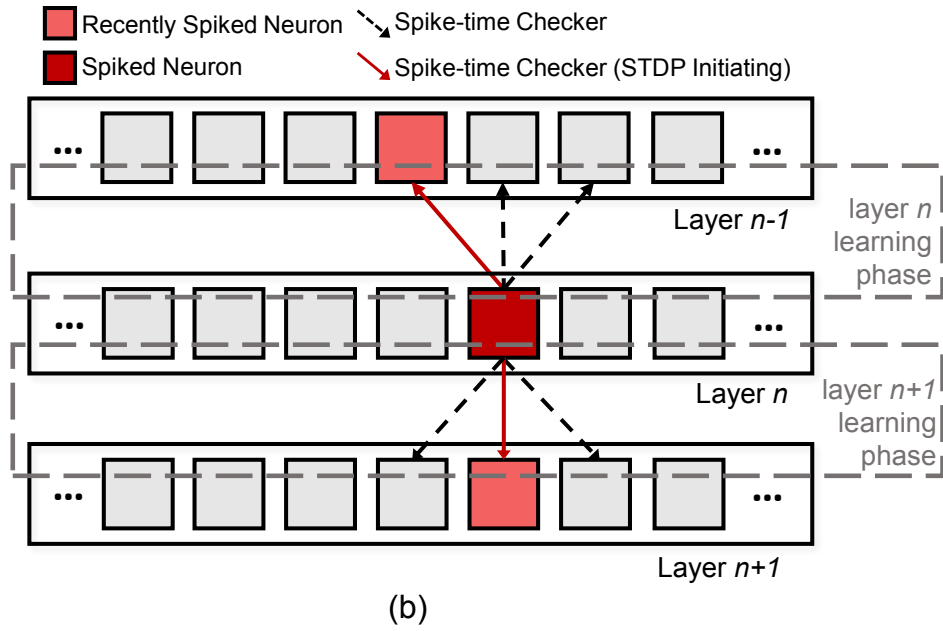 Recently Spiked Neuron
Spike-time Checker
Spiked Neuron
Spike-time Checker (STDP Initiating)
... ...
Layer n-1
layer n
learning
phase
... ...
Layer n
layer n+1
learning
phase
... ...
Layer n+1
(b)